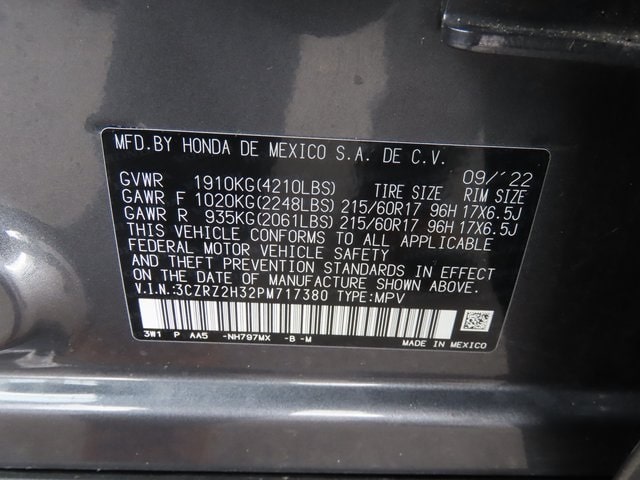 MFD.BY HONDA DE MEXICO S.A. DE C.V. 09/'22
GVWR 1910KG(4210LBS) TIRE SIZE RIM SIZE
GAWR F 1020KG(2248LBS) 215/60R17 96H 17X6.5J
GAWR R 935KG(2061LBS) 215/60R17 96H 17X6.5J
THIS VEHICLE CONFORMS TO ALL APPLICABLE
FEDERAL MOTOR VEHICLE SAFETY
AND THEFT PREVENTION STANDARDS IN EFFECT
ON THE DATE OF MANUFACTURE SHOWN ABOVE.
V.I.N.:3CZRZ2H32PM717380 TYPE:MPV
3W1 P AA5 -NH797MX -B -M MADE IN MEXICO